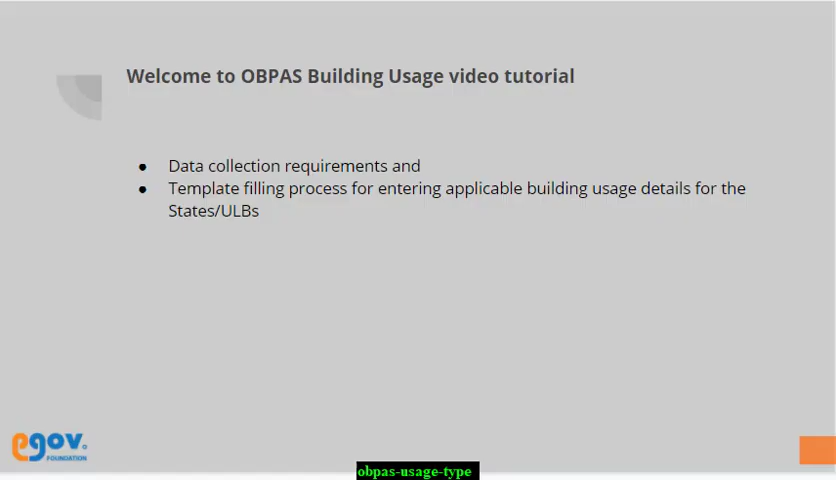 Welcome to OBPAS Building Usage video tutorial
● Data collection requirements and
● Template filling process for entering applicable building usage details for the
States/ULBs
egov.
FOUNDATION
obpas-usage-type